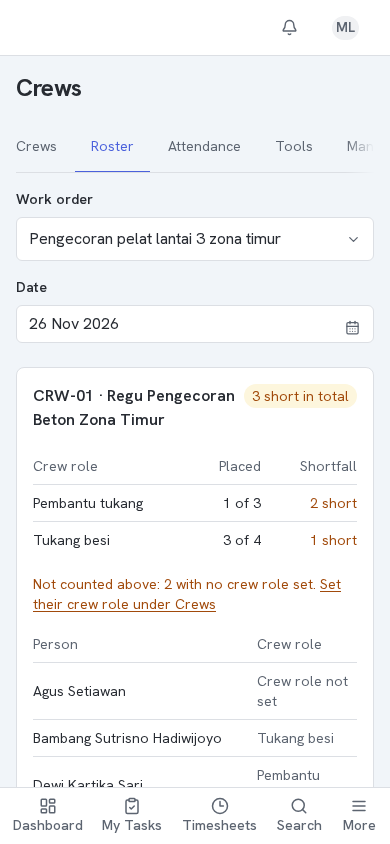 ML
Crews
Crews Roster Attendance Tools
Work order
Pengecoran pelat lantai 3 zona timur
Date
26 Nov 2026
CRW-01 · Regu Pengecoran 3 short in total
Beton Zona Timur
Crew role Placed Shortfall
Pembantu tukang 1 of 3 2 short
Tukang besi 3 of 4 1 short
Not counted above: 2 with no crew role set. Set
their crew role under Crews
Person Crew role
Agus Setiawan Crew role not
set
Bambang Sutrisno Hadiwijoyo Tukang besi
Dewi Kartika Sari Pembantu
Dashboard My Tasks Timesheets Search More